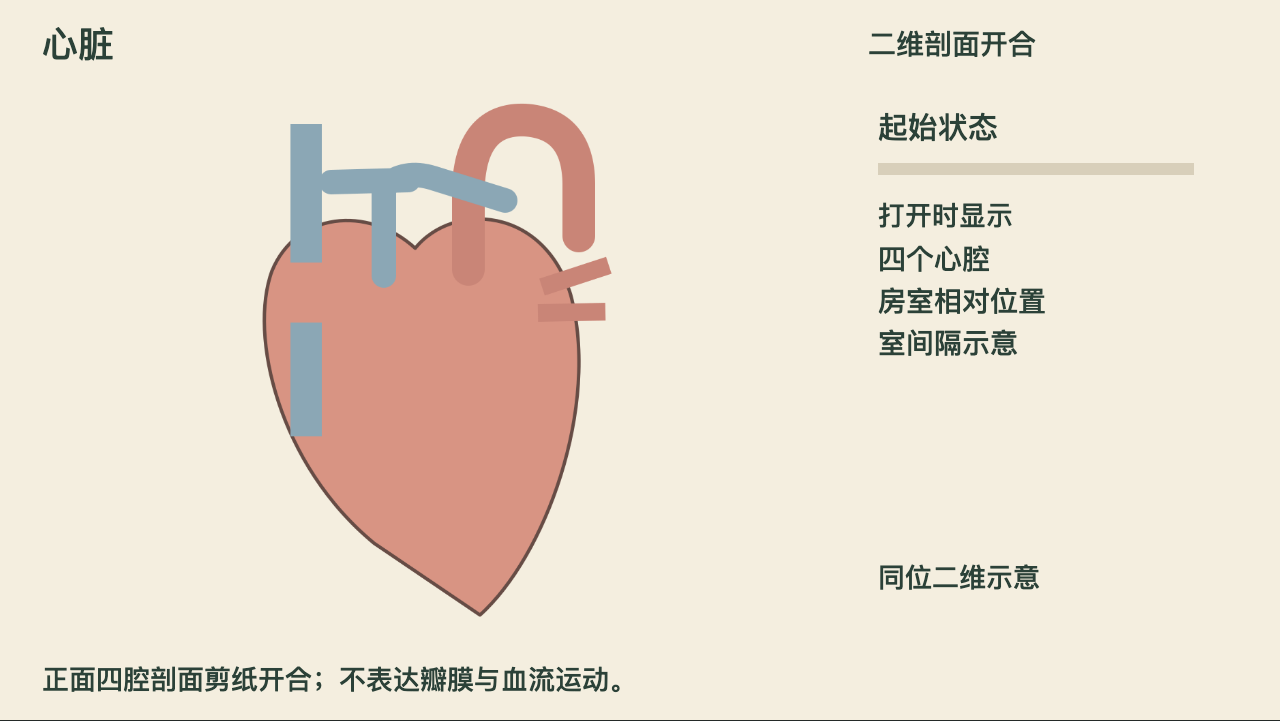 心脏
二维剖面开合
起始状态
打开时显示
四个心腔
房室相对位置
室间隔示意
同位二维示意
正面四腔剖面剪纸开合；不表达瓣膜与血流运动。